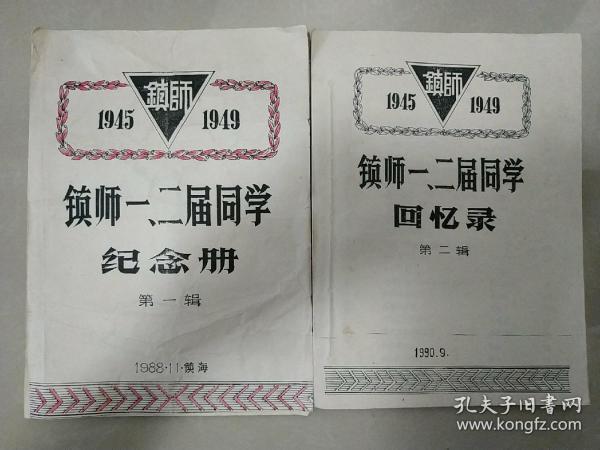 鎮師
1945 1949
镇师一、二届同学
纪念册
第一辑
1988·11·镇海
鎮師
1945 1949
镇师一、二届同学
回忆录
第二辑
1990.9.
孔夫子旧书网
www.kongfz.com